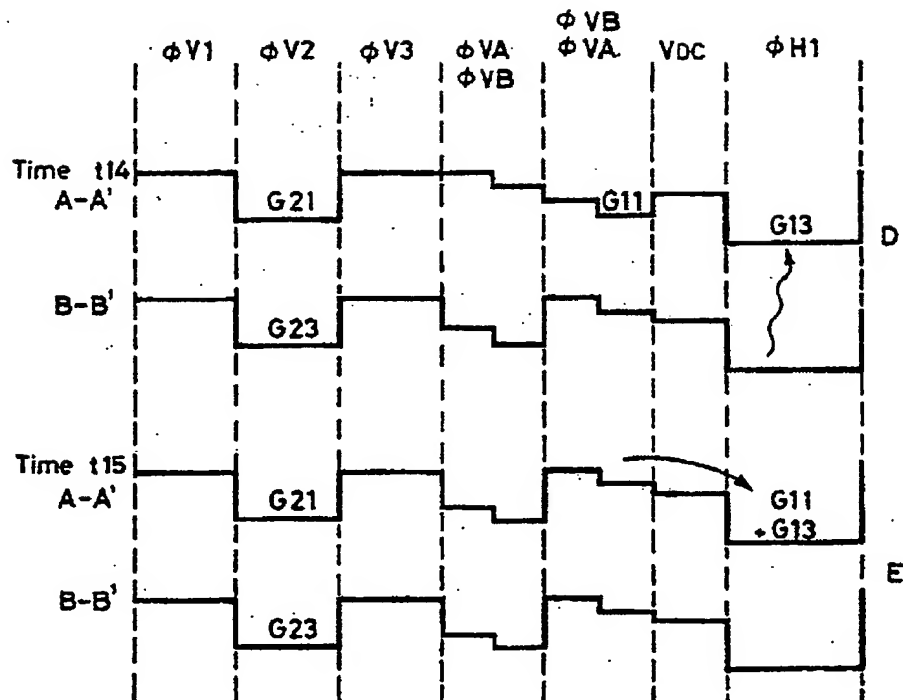 φVB
φV1 φV2 φV3 φVA φVA. VDC φH1
φVB
Time t14
A-A' G21 G11 G13 D
B-B' G23
Time t15
A-A' G21 G11
+G13
E
B-B' G23